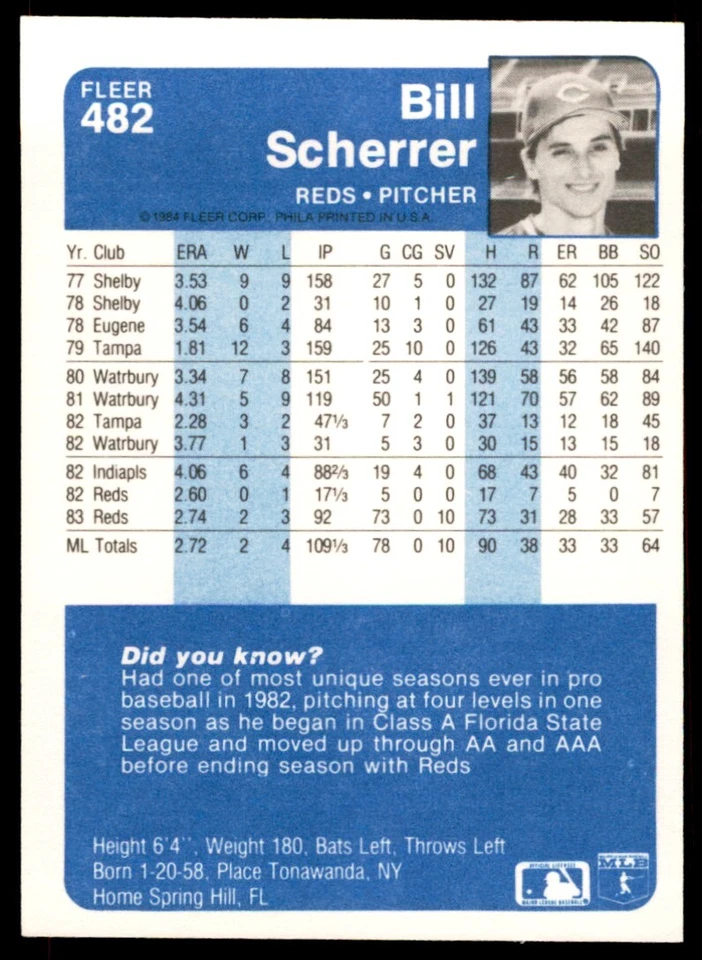 FLEER
482
Bill
Scherrer
REDS • PITCHER
© 1984 FLEER CORP., PHILA PRINTED IN U.S.A.
Yr. Club ERA W L IP G CG SV H R ER BB SO
77 Shelby 3.53 9 9 158 27 5 0 132 87 62 105 122
78 Shelby 4.06 0 2 31 10 1 0 27 19 14 26 18
78 Eugene 3.54 6 4 84 13 3 0 61 43 33 42 87
79 Tampa 1.81 12 3 159 25 10 0 126 43 32 65 140
80 Watrbury 3.34 7 8 151 25 4 0 139 58 56 58 84
81 Watrbury 4.31 5 9 119 50 1 1 121 70 57 62 89
82 Tampa 2.28 3 2 47⅓ 7 2 0 37 13 12 18 45
82 Watrbury 3.77 1 3 31 5 3 0 30 15 13 15 18
82 Indiapls 4.06 6 4 88⅔ 19 4 0 68 43 40 32 81
82 Reds 2.60 0 1 17⅓ 5 0 0 17 7 5 0 7
83 Reds 2.74 2 3 92 73 0 10 73 31 28 33 57
ML Totals 2.72 2 4 109⅓ 78 0 10 90 38 33 33 64
Did you know?
Had one of most unique seasons ever in pro
baseball in 1982, pitching at four levels in one
season as he began in Class A Florida State
League and moved up through AA and AAA
before ending season with Reds
Height 6'4'', Weight 180, Bats Left, Throws Left
Born 1-20-58, Place Tonawanda, NY
Home Spring Hill, FL
OFFICIAL LICENSEE
MAJOR LEAGUE BASEBALL
MLB